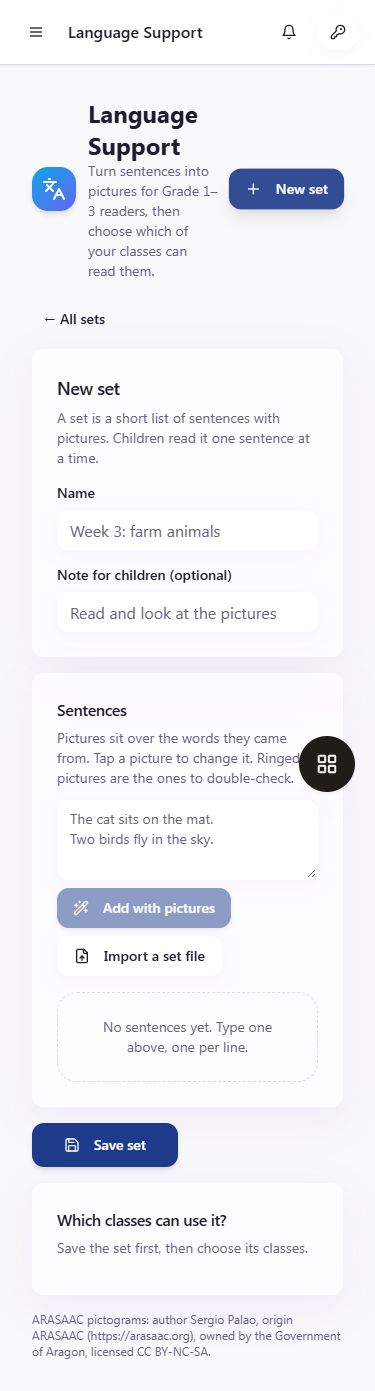 Language Support
Language
Support
Turn sentences into
pictures for Grade 1–
3 readers, then
choose which of
your classes can
read them.
New set
← All sets
New set
A set is a short list of sentences with
pictures. Children read it one sentence at
a time.
Name
Week 3: farm animals
Note for children (optional)
Read and look at the pictures
Sentences
Pictures sit over the words they came
from. Tap a picture to change it. Ringed
pictures are the ones to double-check.
The cat sits on the mat.
Two birds fly in the sky.
Add with pictures
Import a set file
No sentences yet. Type one
above, one per line.
Save set
Which classes can use it?
Save the set first, then choose its classes.
ARASAAC pictograms: author Sergio Palao, origin
ARASAAC (https://arasaac.org), owned by the Government
of Aragon, licensed CC BY-NC-SA.